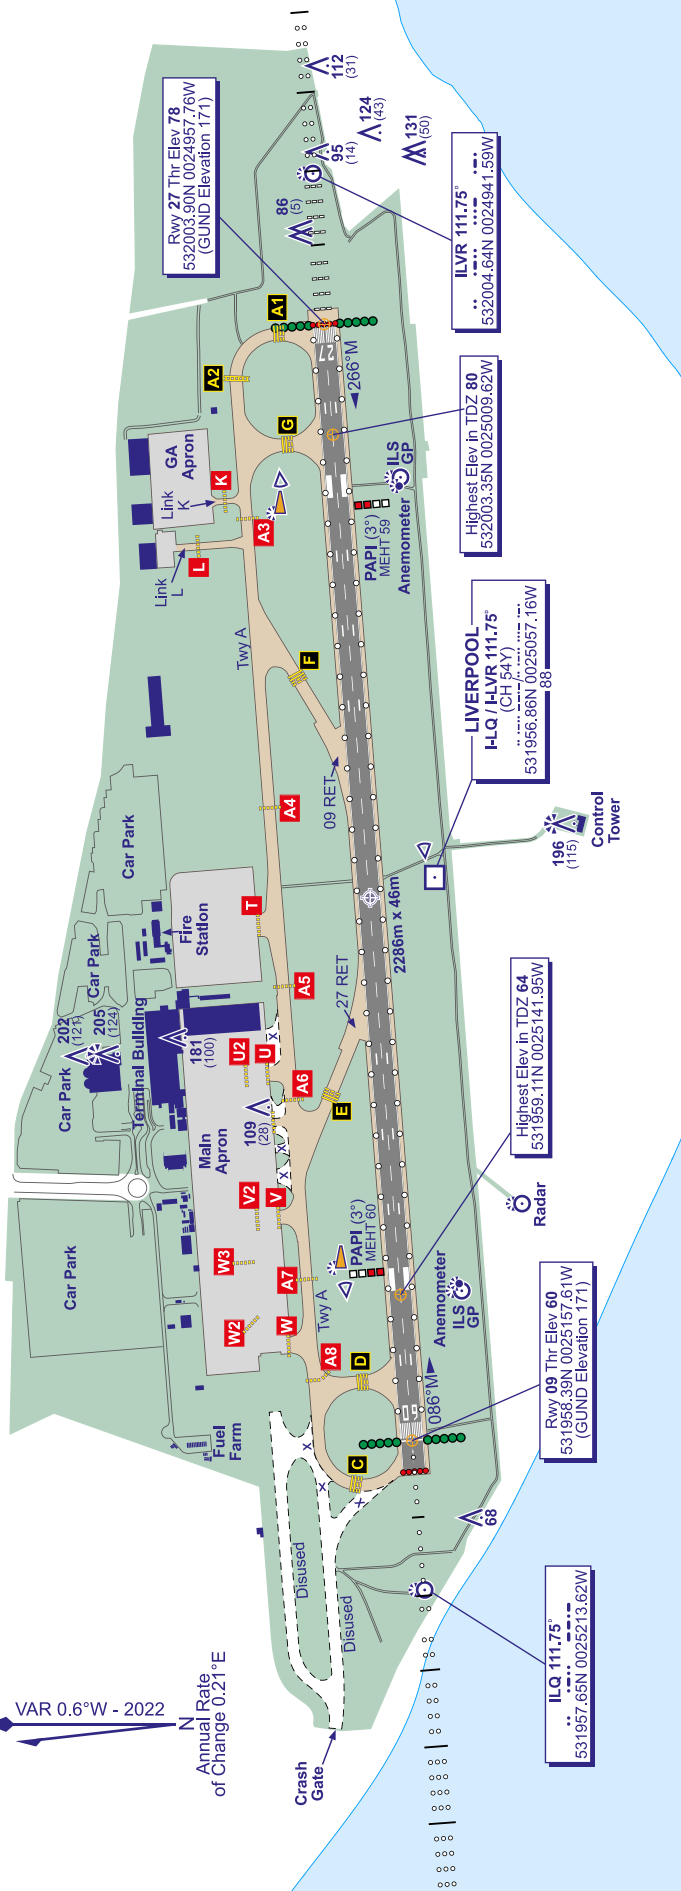 Rwy 27 Thr Elev 78
532003.90N 0024957.76W
(GUND Elevation 171)
112
(31)
124
(43)
131
(50)
95
(14)
86
(5)
ILVR 111.75°
532004.64N 0024941.59W
A1
A2
27
266°M
G
GA
Apron
Link
K
K
A3
L
Link
L
Highest Elev in TDZ 80
532003.35N 0025009.62W
ILS
GP
Anemometer
PAPI (3°)
MEHT 59
Twy A
F
09 RET
LIVERPOOL
I-LQ / I-LVR 111.75°
(CH 54Y)
531956.86N 0025057.16W
88
Control
Tower
196
(115)
A4
Car Park
Fire
Station
T
2286m x 46m
27 RET
A5
Car Park
202
(121)
205
(124)
Car Park
Terminal Building
181
(100)
U2
U
X
A6
E
109
(28)
Main
Apron
X
X
V2
V
W3
A7
W2
W
Twy A
A8
D
Car Park
PAPI (3°)
MEHT 60
Highest Elev in TDZ 64
531959.11N 0025141.95W
Radar
Anemometer
ILS
GP
086°M
09
Rwy 09 Thr Elev 60
531958.39N 0025157.61W
(GUND Elevation 171)
C
X
X
X
Fuel
Farm
68
Disused
Disused
ILQ 111.75°
531957.65N 0025213.62W
Crash
Gate
VAR 0.6°W - 2022
N
Annual Rate
of Change 0.21°E